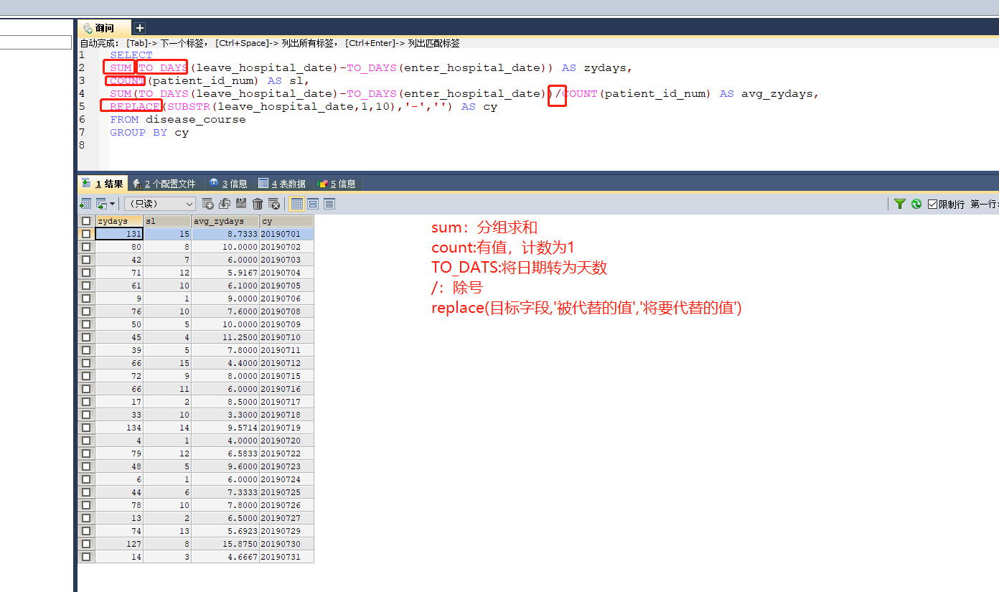 询问
自动完成： [Tab]-> 下一个标签， [Ctrl+Space]-> 列出所有标签， [Ctrl+Enter]-> 列出匹配标签
1 SELECT
2 SUM(TO_DAYS(leave_hospital_date)-TO_DAYS(enter_hospital_date)) AS zydays,
3 COUNT(patient_id_num) AS sl,
4 SUM(TO_DAYS(leave_hospital_date)-TO_DAYS(enter_hospital_date))/COUNT(patient_id_num) AS avg_zydays,
5 REPLACE(SUBSTR(leave_hospital_date,1,10),'-','') AS cy
6 FROM disease_course
7 GROUP BY cy
8
1 结果 2 个配置文件 3 信息 4 表数据 5 信息
（只读） 限制行 第一行:
zydays sl avg_zydays cy
131 15 8.7333 20190701
80 8 10.0000 20190702
42 7 6.0000 20190703
71 12 5.9167 20190704
61 10 6.1000 20190705
9 1 9.0000 20190706
76 10 7.6000 20190708
50 5 10.0000 20190709
45 4 11.2500 20190710
39 5 7.8000 20190711
66 15 4.4000 20190712
72 9 8.0000 20190715
66 11 6.0000 20190716
17 2 8.5000 20190717
33 10 3.3000 20190718
134 14 9.5714 20190719
4 1 4.0000 20190720
79 12 6.5833 20190722
48 5 9.6000 20190723
6 1 6.0000 20190724
44 6 7.3333 20190725
78 10 7.8000 20190726
13 2 6.5000 20190727
74 13 5.6923 20190729
127 8 15.8750 20190730
14 3 4.6667 20190731
sum：分组求和
count:有值，计数为1
TO_DATS:将日期转为天数
/：除号
replace(目标字段,'被代替的值','将要代替的值')